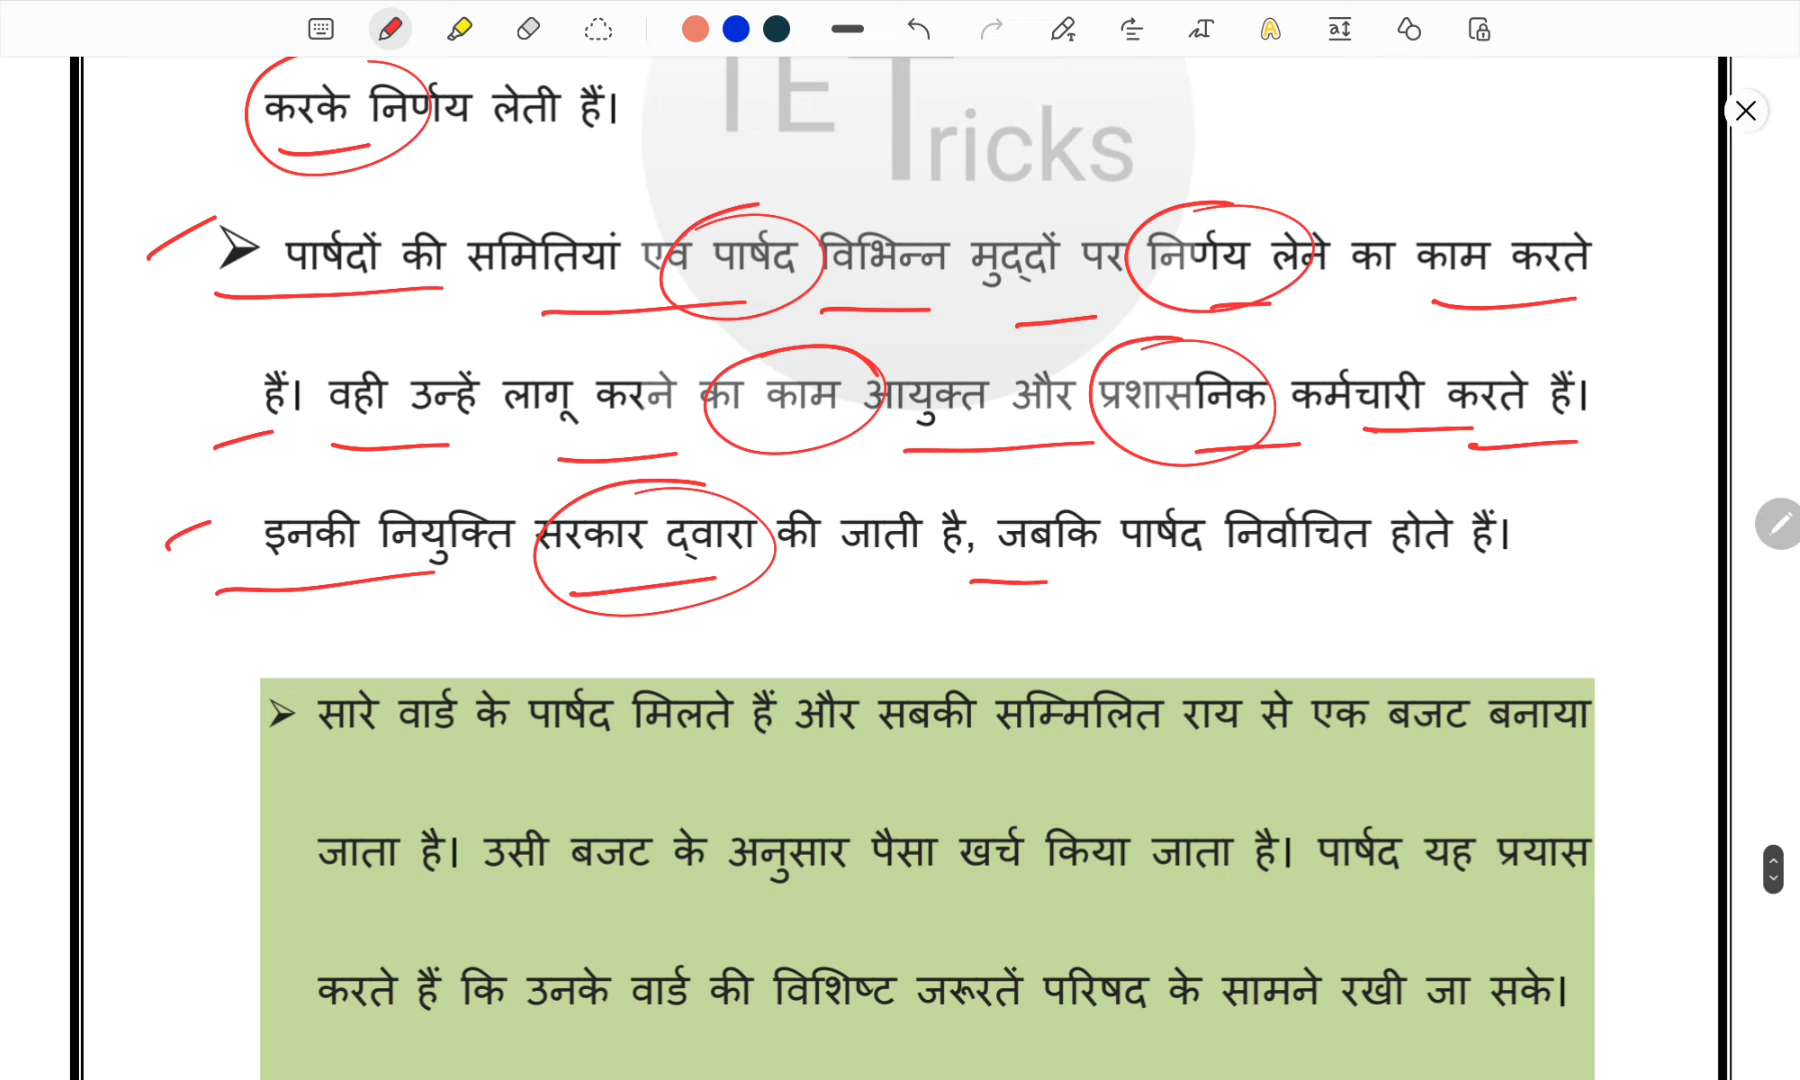 करके निर्णय लेती हैं।
TETricks
➢ पार्षदों की समितियां एवं पार्षद विभिन्न मुद्दों पर निर्णय लेने का काम करते
हैं। वही उन्हें लागू करने का काम आयुक्त और प्रशासनिक कर्मचारी करते हैं।
इनकी नियुक्ति सरकार द्वारा की जाती है, जबकि पार्षद निर्वाचित होते हैं।
➢ सारे वार्ड के पार्षद मिलते हैं और सबकी सम्मिलित राय से एक बजट बनाया
जाता है। उसी बजट के अनुसार पैसा खर्च किया जाता है। पार्षद यह प्रयास
करते हैं कि उनके वार्ड की विशिष्ट जरूरतें परिषद के सामने रखी जा सके।